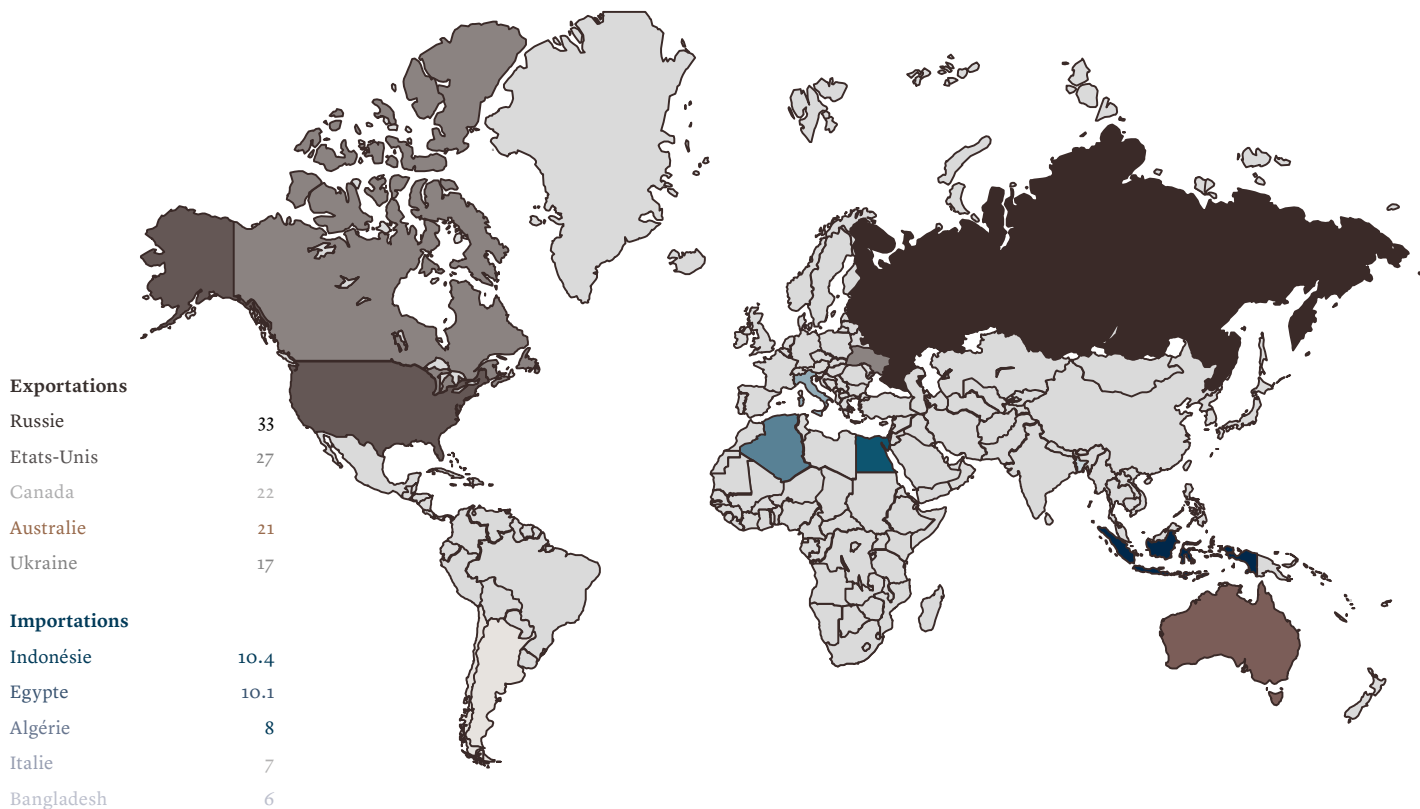 Exportations
Russie 33
Etats-Unis 27
Canada 22
Australie 21
Ukraine 17
Importations
Indonésie 10.4
Egypte 10.1
Algérie 8
Italie 7
Bangladesh 6